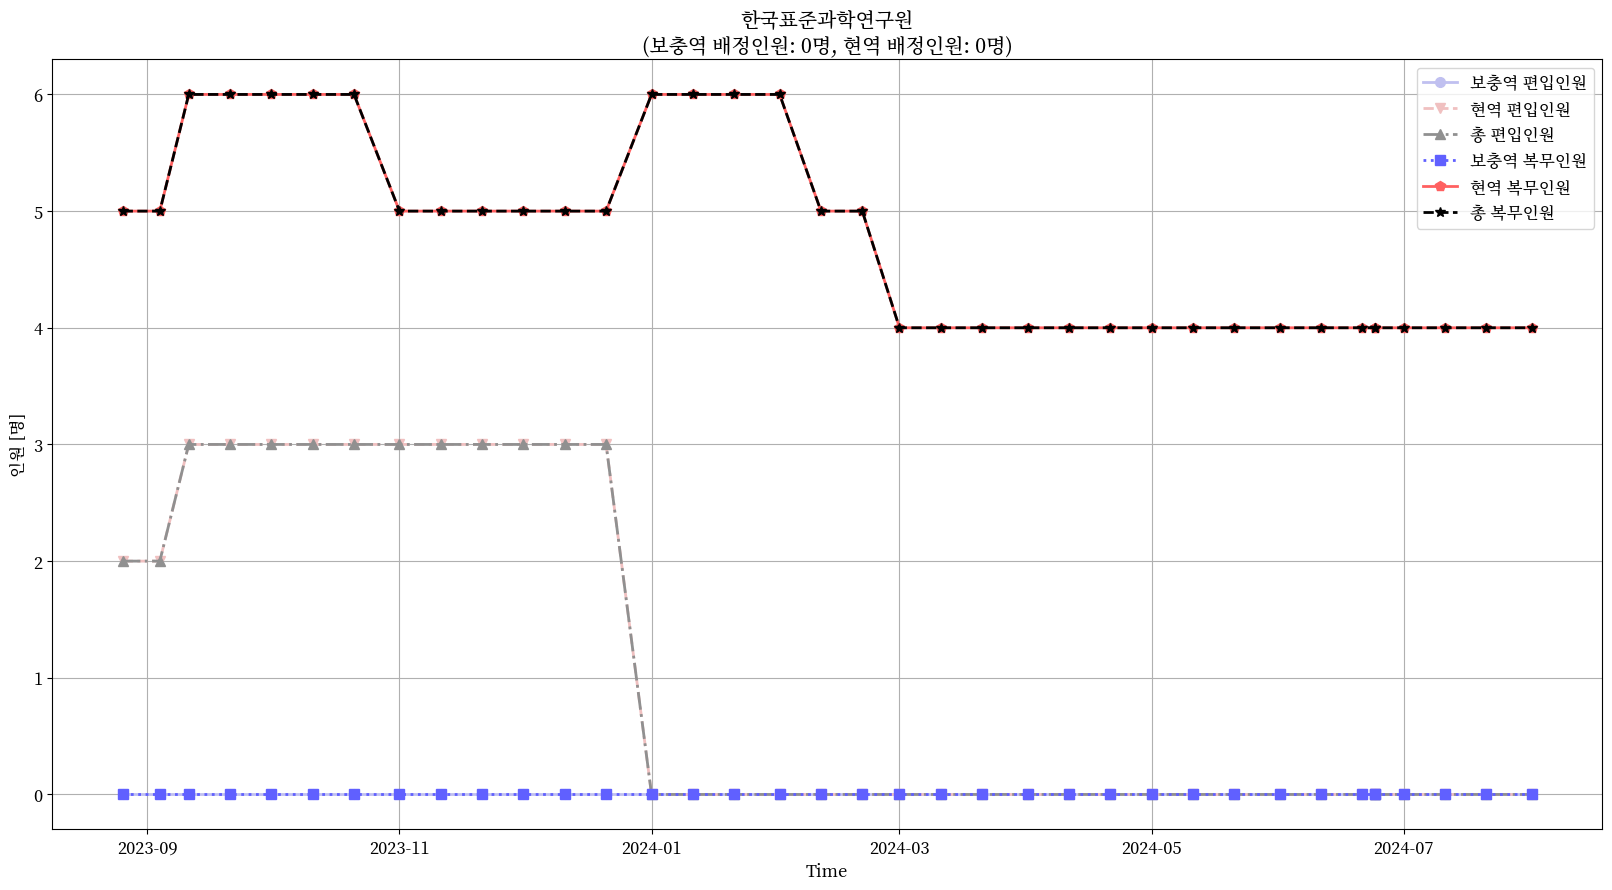 한국표준과학연구원
(보충역 배정인원: 0명, 현역 배정인원: 0명)
보충역 편입인원
현역 편입인원
총 편입인원
보충역 복무인원
현역 복무인원
총 복무인원
인원 [명]
6
5
4
3
2
1
0
2023-09
2023-11
2024-01
2024-03
2024-05
2024-07
Time